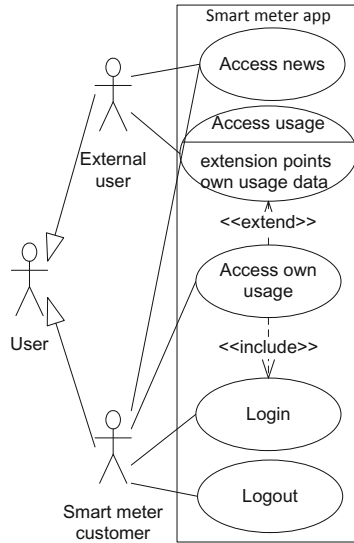 Smart meter app
Access news
Access usage
External
user
extension points
own usage data
<<extend>>
Access own
usage
User
<<include>>
Login
Smart meter
customer
Logout